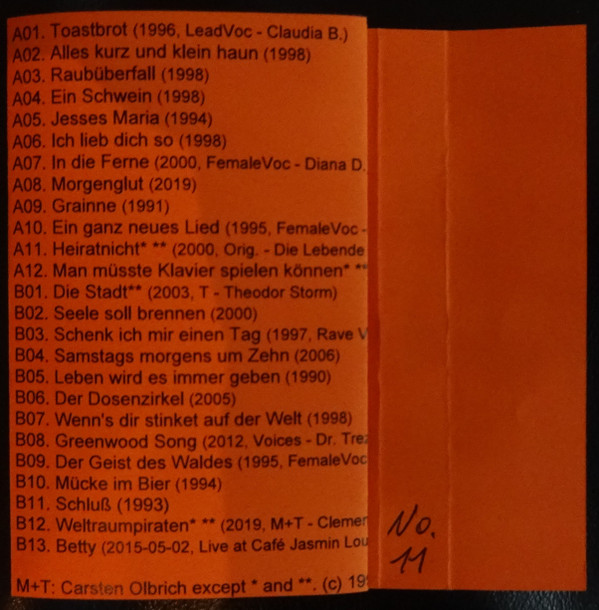 A01. Toastbrot (1996, LeadVoc - Claudia B.)
A02. Alles kurz und klein haun (1998)
A03. Raubüberfall (1998)
A04. Ein Schwein (1998)
A05. Jesses Maria (1994)
A06. Ich lieb dich so (1998)
A07. In die Ferne (2000, FemaleVoc - Diana D.
A08. Morgenglut (2019)
A09. Grainne (1991)
A10. Ein ganz neues Lied (1995, FemaleVoc -
A11. Heiratnicht* ** (2000, Orig. - Die Lebende
A12. Man müsste Klavier spielen können* **
B01. Die Stadt** (2003, T - Theodor Storm)
B02. Seele soll brennen (2000)
B03. Schenk ich mir einen Tag (1997, Rave V
B04. Samstags morgens um Zehn (2006)
B05. Leben wird es immer geben (1990)
B06. Der Dosenzirkel (2005)
B07. Wenn's dir stinket auf der Welt (1998)
B08. Greenwood Song (2012, Voices - Dr. Trez
B09. Der Geist des Waldes (1995, FemaleVoc
B10. Mücke im Bier (1994)
B11. Schluß (1993)
B12. Weltraumpiraten* ** (2019, M+T - Clemen
B13. Betty (2015-05-02, Live at Café Jasmin Lou
M+T: Carsten Olbrich except * and **. (c) 19
No.
11